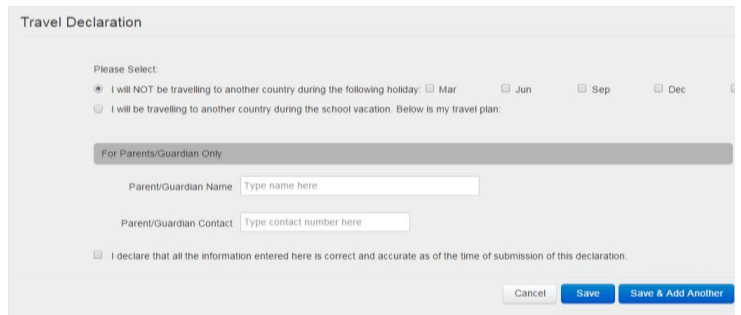 Travel Declaration
Please Select:
I will NOT be travelling to another country during the following holiday: Mar Jun Sep Dec
I will be travelling to another country during the school vacation. Below is my travel plan:
For Parents/Guardian Only
Parent/Guardian Name Type name here
Parent/Guardian Contact Type contact number here
I declare that all the information entered here is correct and accurate as of the time of submission of this declaration.
Cancel Save Save & Add Another